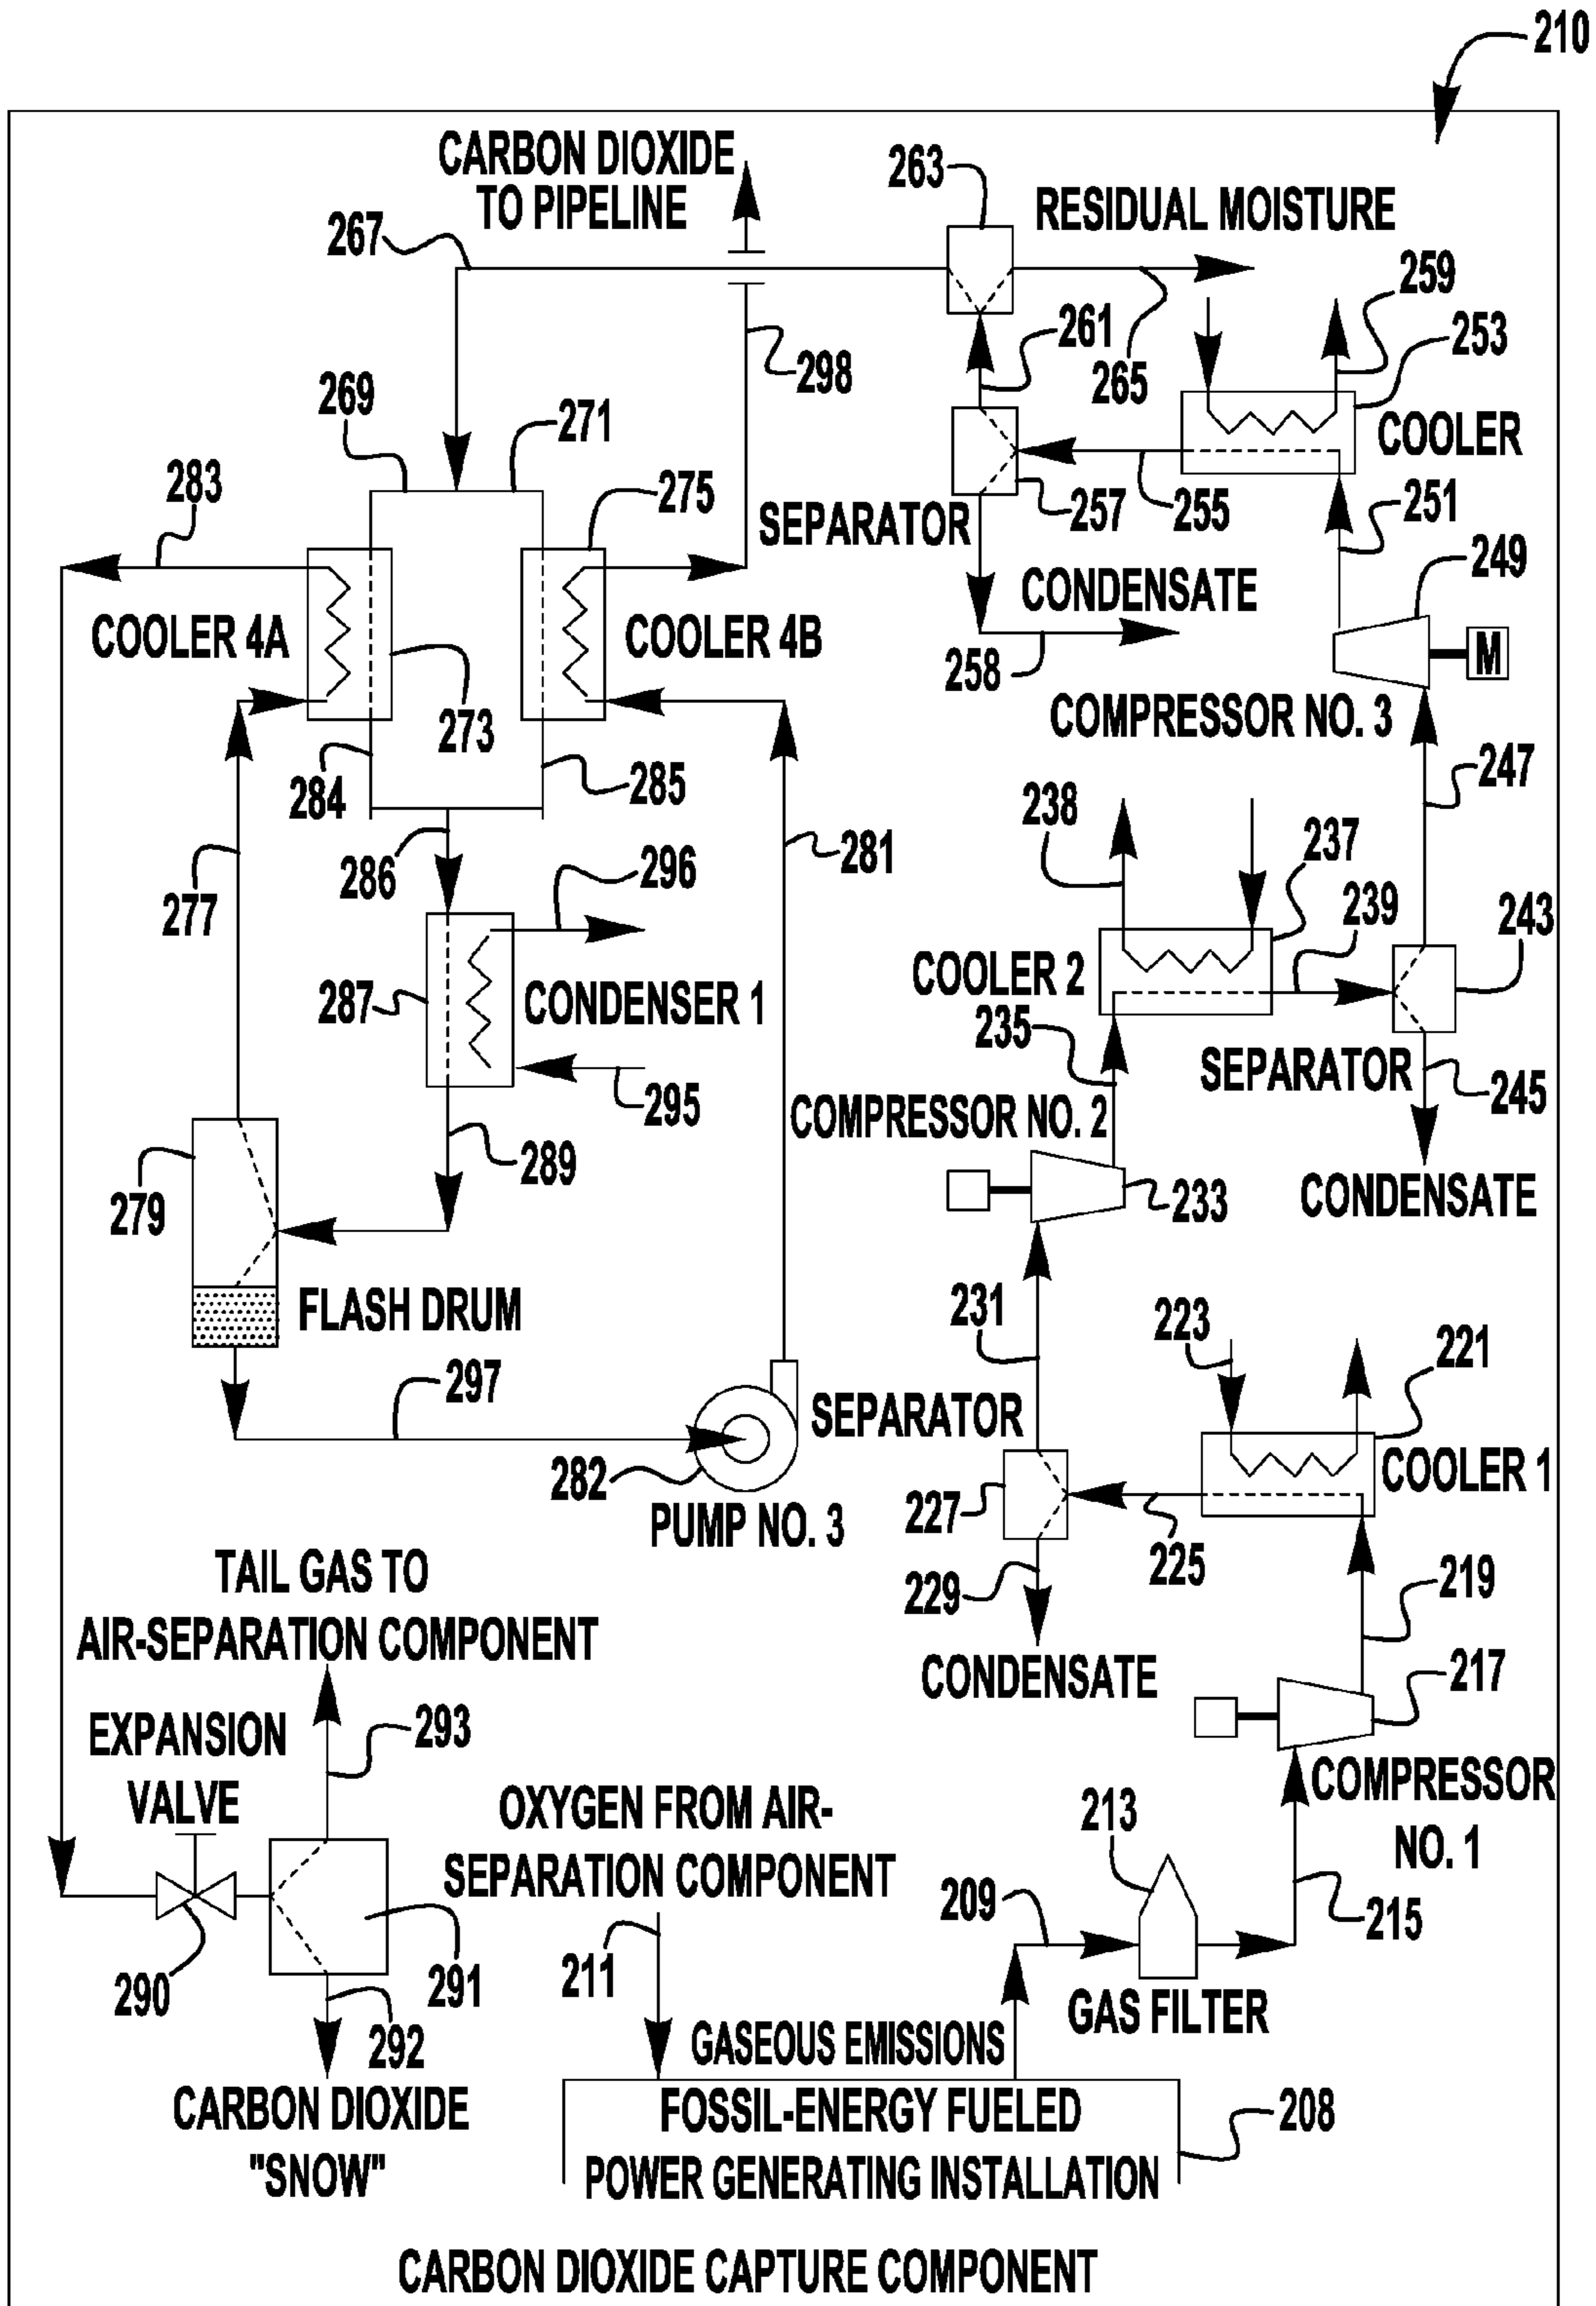 210
CARBON DIOXIDE
TO PIPELINE
263
RESIDUAL MOISTURE
267
259
261
253
298
265
269
271
COOLER
283
275
SEPARATOR
257
255
251
249
CONDENSATE
COOLER 4A
COOLER 4B
M
258
273
COMPRESSOR NO. 3
284
285
247
238
237
286
281
296
277
239
243
COOLER 2
287
CONDENSER 1
235
SEPARATOR
245
295
COMPRESSOR NO. 2
289
279
233
CONDENSATE
231
FLASH DRUM
223
221
297
SEPARATOR
COOLER 1
282
227
PUMP NO. 3
225
TAIL GAS TO
AIR-SEPARATION COMPONENT
229
219
CONDENSATE
217
293
EXPANSION
VALVE
COMPRESSOR
NO. 1
OXYGEN FROM AIR-
SEPARATION COMPONENT
213
209
215
211
290
291
GAS FILTER
292
GASEOUS EMISSIONS
CARBON DIOXIDE
"SNOW"
FOSSIL-ENERGY FUELED
POWER GENERATING INSTALLATION
208
CARBON DIOXIDE CAPTURE COMPONENT